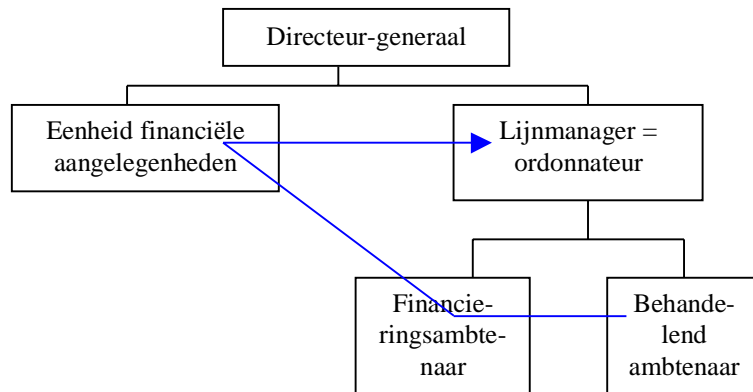 Directeur-generaal
Eenheid financiële
aangelegenheden
Lijnmanager =
ordonnateur
Financie-
ringsambte-
naar
Behande-
lend
ambtenaar